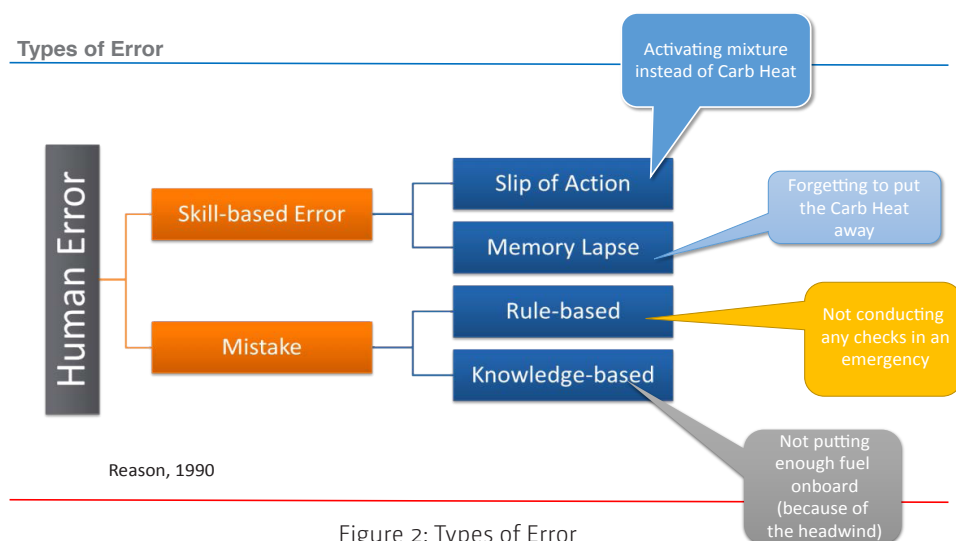 Types of Error
Activating mixture
instead of Carb Heat
Human Error
Skill-based Error
Mistake
Slip of Action
Memory Lapse
Rule-based
Knowledge-based
Forgetting to put
the Carb Heat
away
Not conducting
any checks in an
emergency
Not putting
enough fuel
onboard
(because of
the headwind)
Reason, 1990
Figure 2: Types of Error